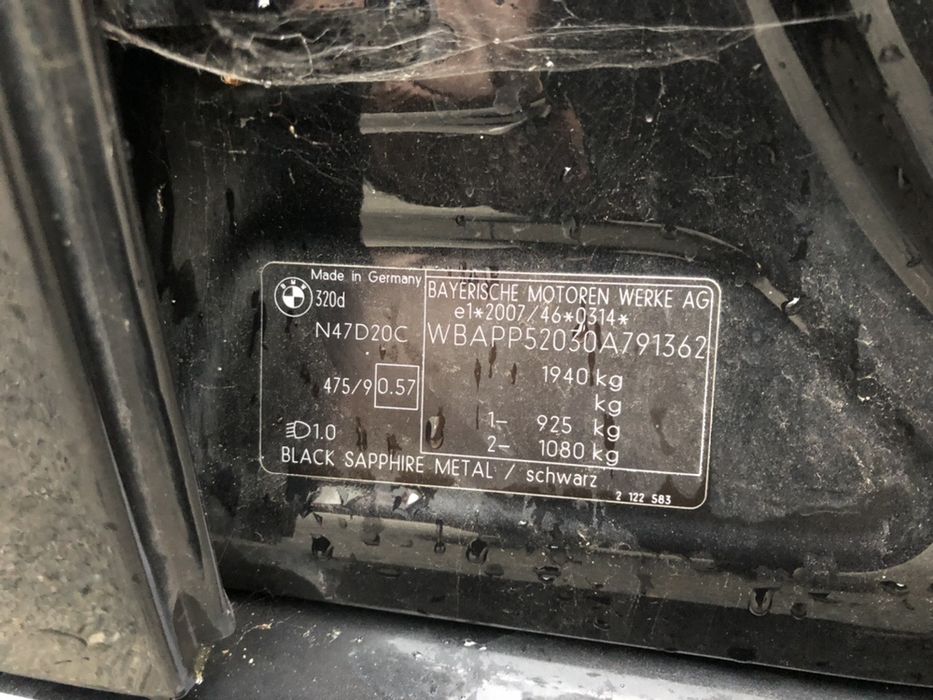 Made in Germany
BMW
320d
N47D20C
475/9 0.57
1.0
BAYERISCHE MOTOREN WERKE AG
e1*2007/46*0314*
WBAPP52030A791362
1940 kg
kg
1- 925 kg
2- 1080 kg
BLACK SAPPHIRE METAL / schwarz
2 122 583